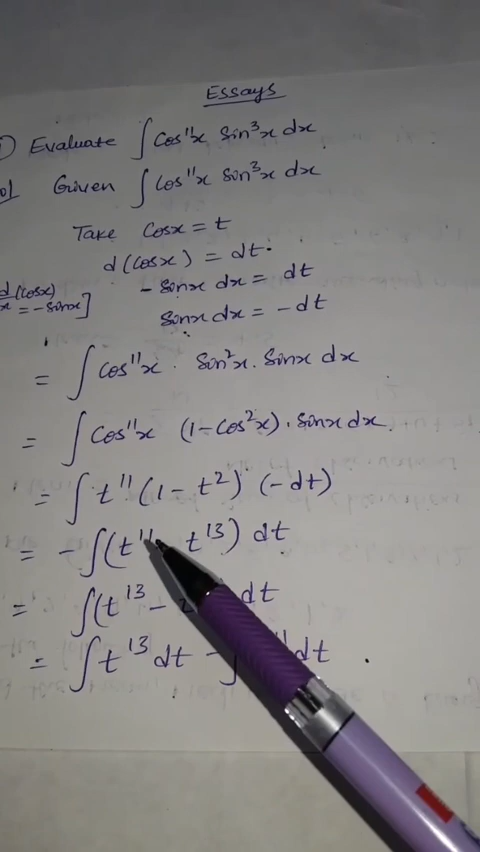 Essays
1) Evaluate ∫ Cos¹¹x Sin³x dx
Given ∫ Cos¹¹x Sin³x dx
Take Cosx = t
d(Cosx) = dt.
d/x (Cosx) = -Sinx]
-Sinx dx = dt
Sinx dx = -dt
= ∫ Cos¹¹x · Sin²x · Sinx dx
= ∫ Cos¹¹x (1-Cos²x) · Sinx dx
= ∫ t¹¹ (1-t²) (-dt)
= -∫(t¹¹ t¹³) dt
= ∫(t¹³ - dt
= ∫ t¹³ dt - ∫ dt